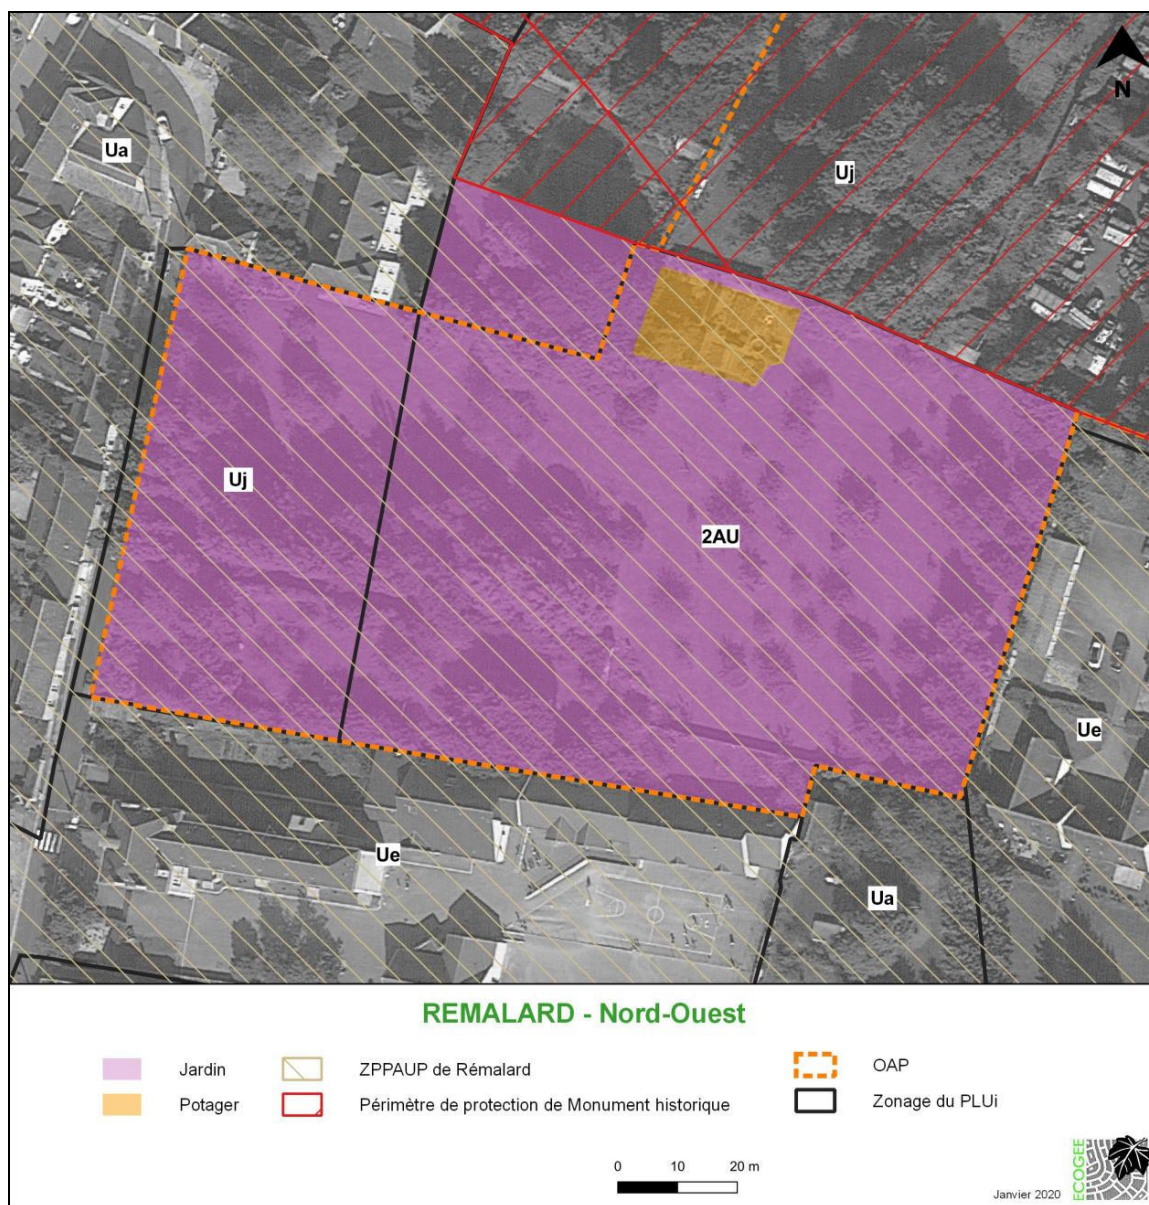 N
Ua
Uj
Uj
2AU
Ue
Ue
Ua
REMALARD - Nord-Ouest
Jardin
ZPPAUP de Rémalard
OAP
Potager
Périmètre de protection de Monument historique
Zonage du PLUi
0 10 20 m
Janvier 2020
ECOGEE